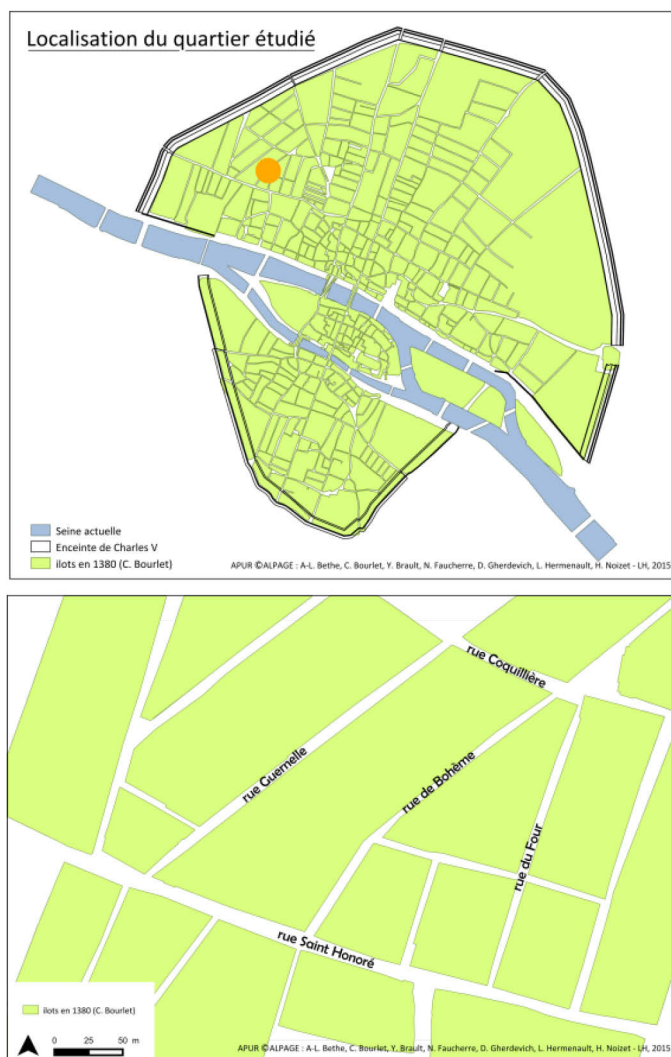 Localisation du quartier étudié
Seine actuelle
Enceinte de Charles V
ilots en 1380 (C. Bourlet)
APUR ©ALPAGE : A-L. Bethe, C. Bourlet, Y. Brault, N. Faucherre, D. Gherdevich, L. Hermenault, H. Noizet - LH, 2015
rue Coquillière
rue Guernelle
rue de Bohème
rue du Four
rue Saint Honoré
ilots en 1380 (C. Bourlet)
0 25 50 m
APUR ©ALPAGE : A-L. Bethe, C. Bourlet, Y. Brault, N. Faucherre, D. Gherdevich, L. Hermenault, H. Noizet - LH, 2015